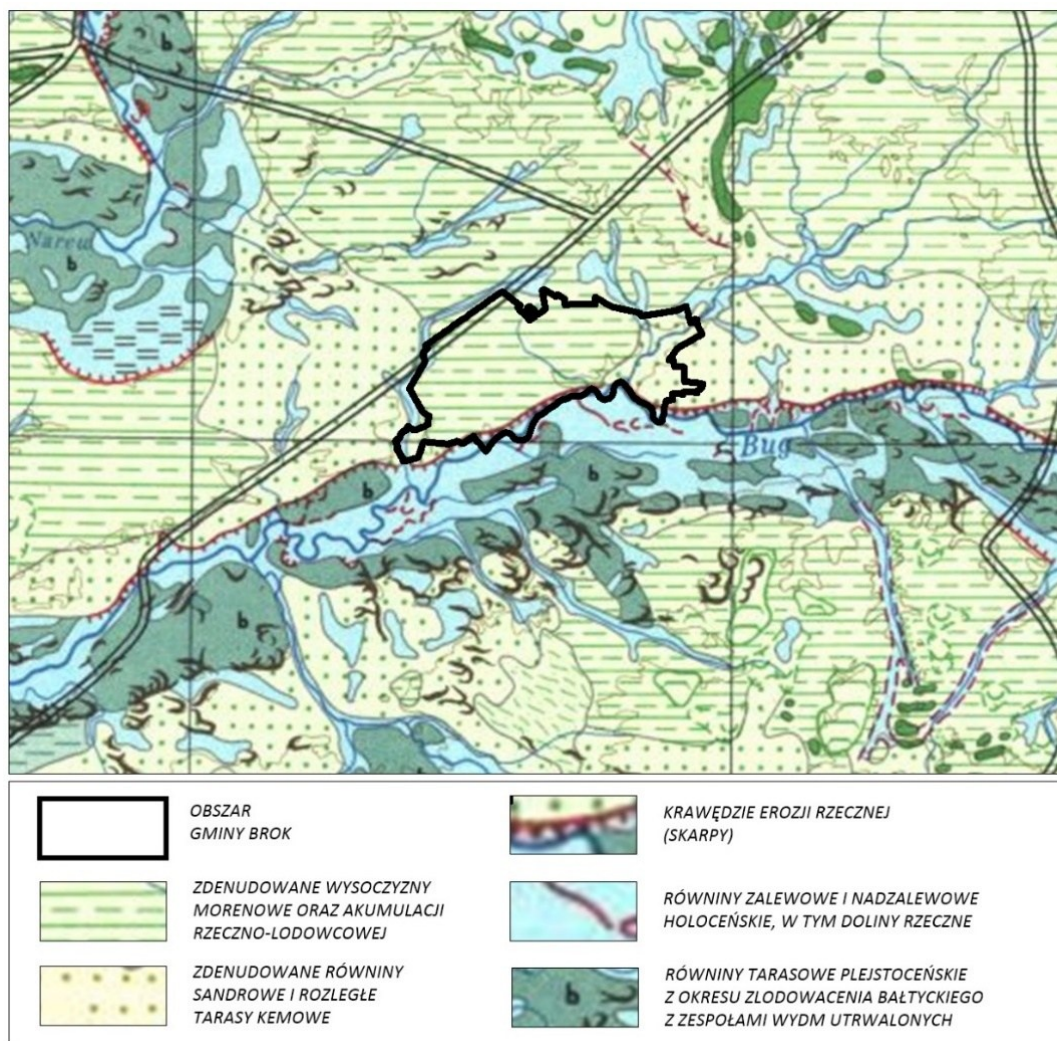 b
Narew
b
Bug
b
b
b
OBSZAR
GMINY BROK
ZDENUDOWANE WYSOCZYZNY
MORENOWE ORAZ AKUMULACJI
RZECZNO-LODOWCOWEJ
ZDENUDOWANE RÓWNINY
SANDROWE I ROZLEGŁE
TARASY KEMOWE
KRAWĘDZIE EROZJI RZECZNEJ
(SKARPY)
RÓWNINY ZALEWOWE I NADZALEWOWE
HOLOCEŃSKIE, W TYM DOLINY RZECZNE
b
RÓWNINY TARASOWE PLEJSTOCEŃSKIE
Z OKRESU ZLODOWACENIA BAŁTYCKIEGO
Z ZESPOŁAMI WYDM UTRWALONYCH